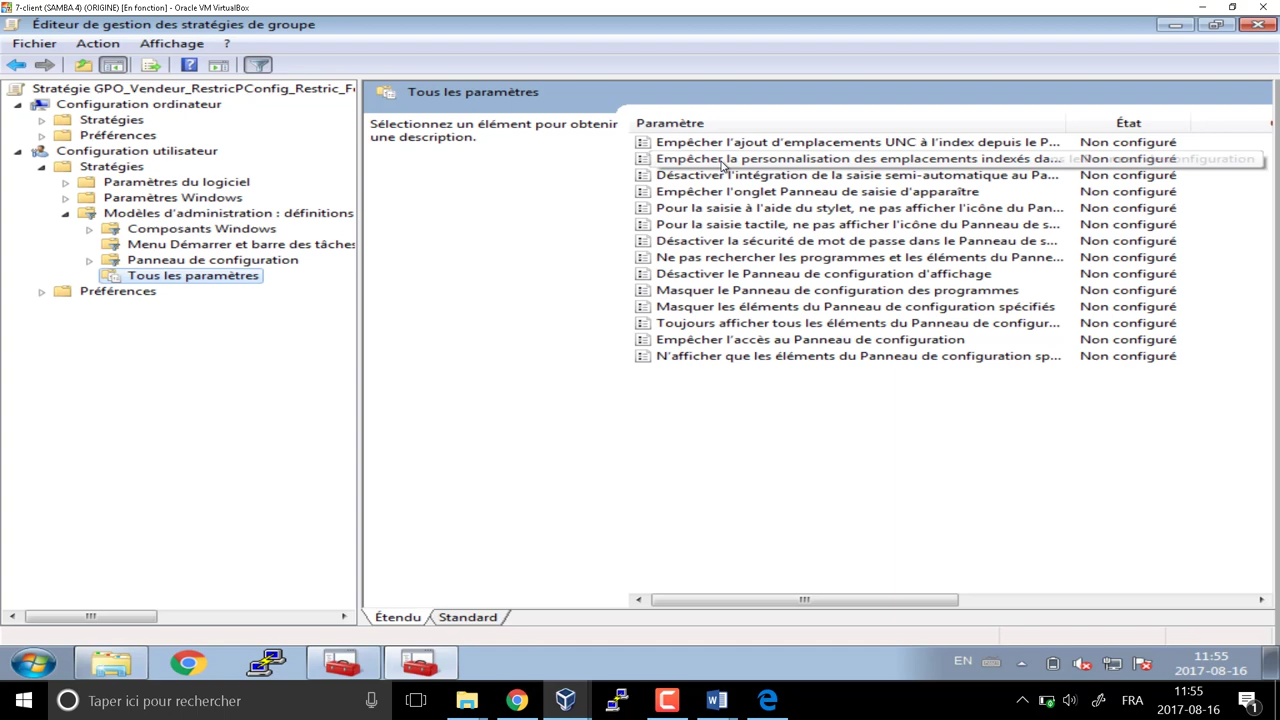 7-client (SAMBA 4) (ORIGINE) [En fonction] - Oracle VM VirtualBox
Éditeur de gestion des stratégies de groupe
Fichier Action Affichage ?
Stratégie GPO_Vendeur_RestricPConfig_Restric_F
Configuration ordinateur
Stratégies
Préférences
Configuration utilisateur
Stratégies
Paramètres du logiciel
Paramètres Windows
Modèles d'administration : définitions
Composants Windows
Menu Démarrer et barre des tâches
Panneau de configuration
Tous les paramètres
Préférences
Tous les paramètres
Sélectionnez un élément pour obtenir
une description.
Paramètre État
Empêcher l'ajout d'emplacements UNC à l'index depuis le P... Non configuré
Empêcher la personnalisation des emplacements indexés da... Non configuré
Désactiver l'intégration de la saisie semi-automatique au Pa... Non configuré
Empêcher l'onglet Panneau de saisie d'apparaître Non configuré
Pour la saisie à l'aide du stylet, ne pas afficher l'icône du Pan... Non configuré
Pour la saisie tactile, ne pas afficher l'icône du Panneau de s... Non configuré
Désactiver la sécurité de mot de passe dans le Panneau de s... Non configuré
Ne pas rechercher les programmes et les éléments du Panne... Non configuré
Désactiver le Panneau de configuration d'affichage Non configuré
Masquer le Panneau de configuration des programmes Non configuré
Masquer les éléments du Panneau de configuration spécifiés Non configuré
Toujours afficher tous les éléments du Panneau de configur... Non configuré
Empêcher l'accès au Panneau de configuration Non configuré
N'afficher que les éléments du Panneau de configuration sp... Non configuré
Étendu Standard
EN 11:55
2017-08-16
Taper ici pour rechercher FRA 11:55
2017-08-16 1